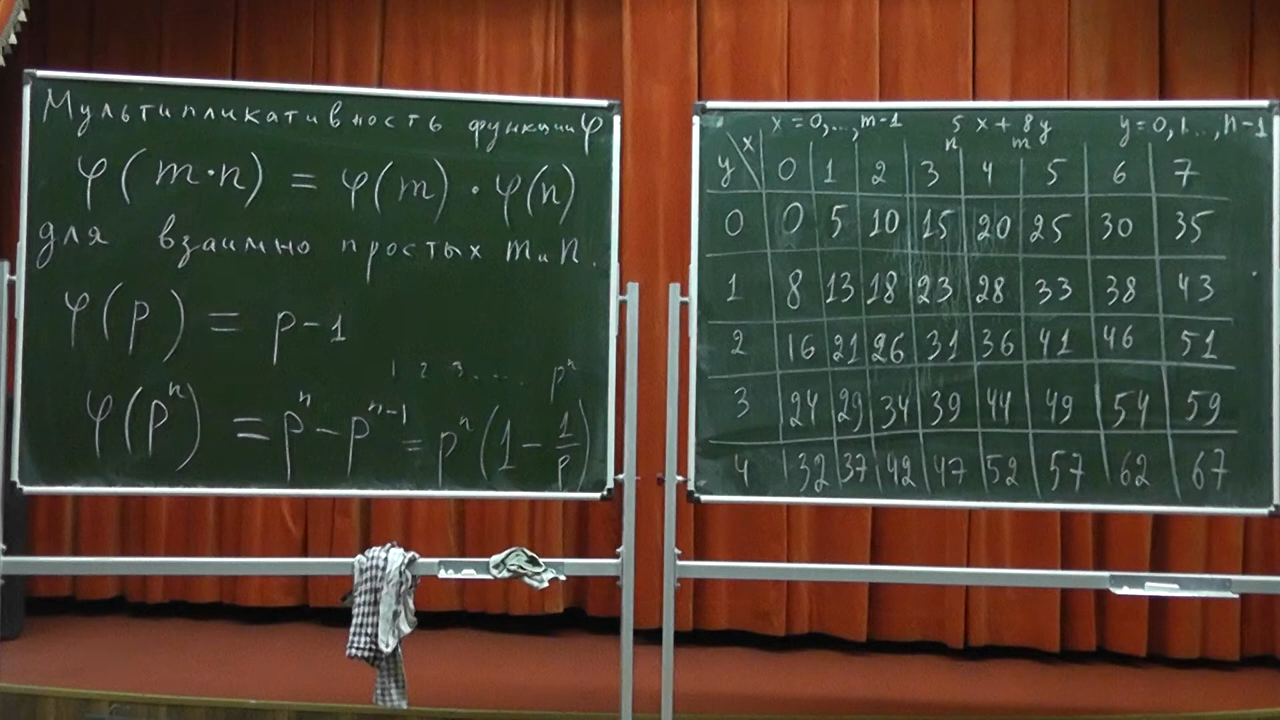 Мультипликативность функции φ
φ(m·n) = φ(m)·φ(n)
для взаимно простых m и n.
φ(p) = p-1
1 2 3 ..... pⁿ
φ(pⁿ) = pⁿ - pⁿ⁻¹ = pⁿ(1 - 1/p)
x = 0,...,m-1 5x + 8y y = 0,1...,n-1
n m
y \ x 0 1 2 3 4 5 6 7
0 0 5 10 15 20 25 30 35
1 8 13 18 23 28 33 38 43
2 16 21 26 31 36 41 46 51
3 24 29 34 39 44 49 54 59
4 32 37 42 47 52 57 62 67